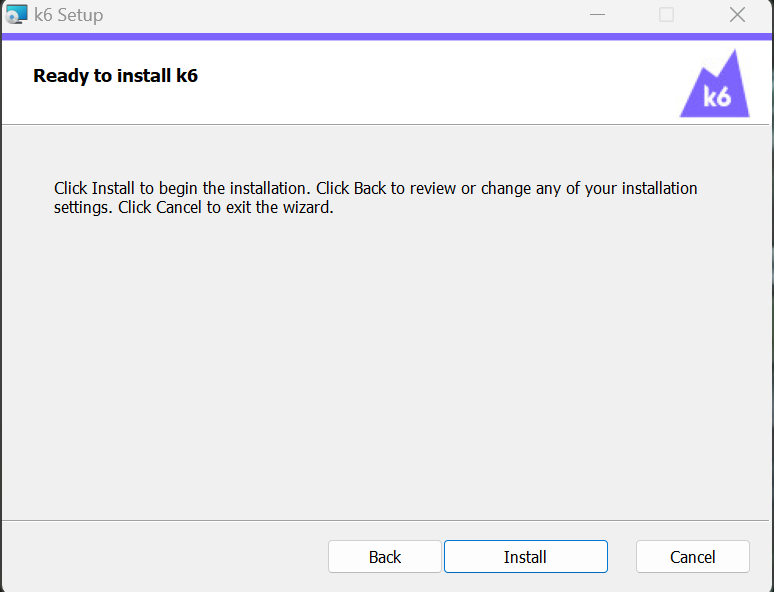 k6 Setup
Ready to install k6
k6
Click Install to begin the installation. Click Back to review or change any of your installation
settings. Click Cancel to exit the wizard.
Back
Install
Cancel